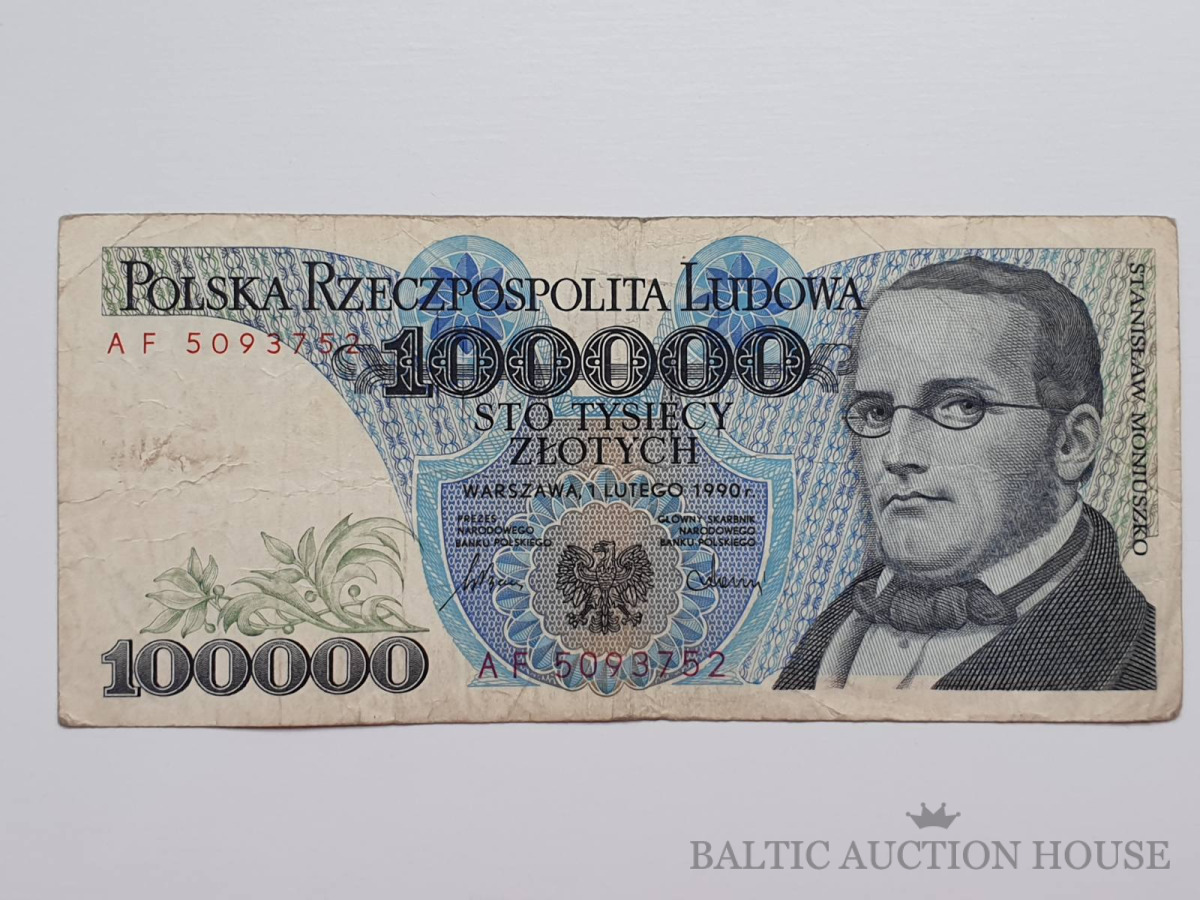 POLSKA RZECZPOSPOLITA LUDOWA
AF 5093752
100000
STO TYSIĘCY
ZŁOTYCH
WARSZAWA, 1 LUTEGO 1990 r.
PREZES
NARODOWEGO
BANKU POLSKIEGO
GŁÓWNY SKARBNIK
NARODOWEGO
BANKU POLSKIEGO
100000
AF 5093752
STANISŁAW MONIUSZKO
BALTIC AUCTION HOUSE